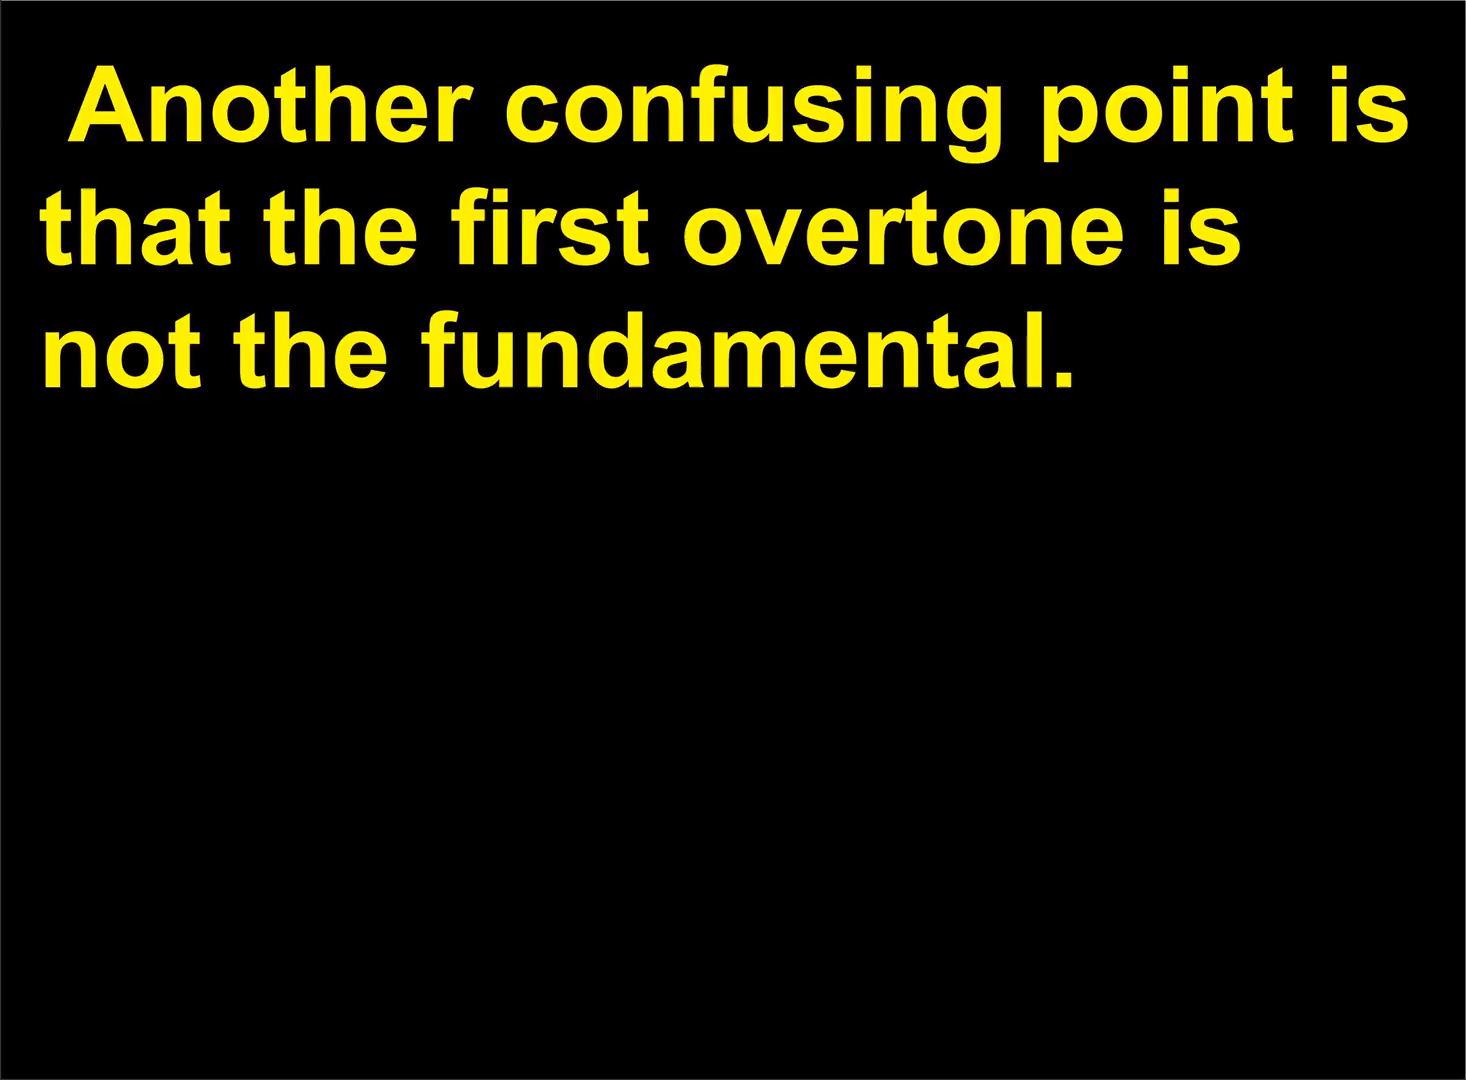 Another confusing point is
that the first overtone is
not the fundamental.